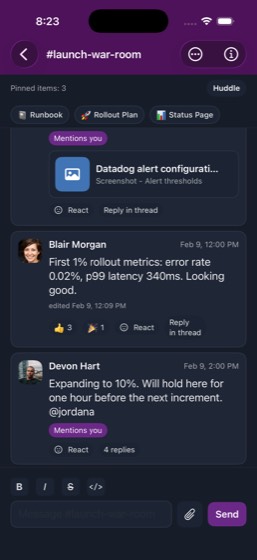 8:23
#launch-war-room
Pinned items: 3
Huddle
📓 Runbook
🚀 Rollout Plan
📊 Status Page
Mentions you
Datadog alert configurati...
Screenshot - Alert thresholds
React
Reply in thread
Blair Morgan
Feb 9, 12:00 PM
First 1% rollout metrics: error rate
0.02%, p99 latency 340ms. Looking
good.
edited Feb 9, 12:09 PM
👍 3
🎉 1
React
Reply
in thread
Devon Hart
Feb 9, 2:00 PM
Expanding to 10%. Will hold here for
one hour before the next increment.
@jordana
Mentions you
React
4 replies
B
I
S
</>
Message #launch-war-room
Send